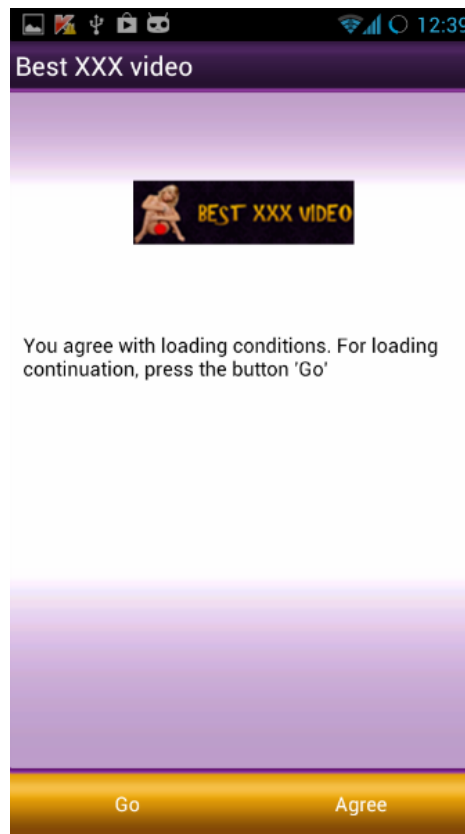 12:39
Best XXX video
BEST XXX VIDEO
You agree with loading conditions. For loading
continuation, press the button 'Go'
Go Agree